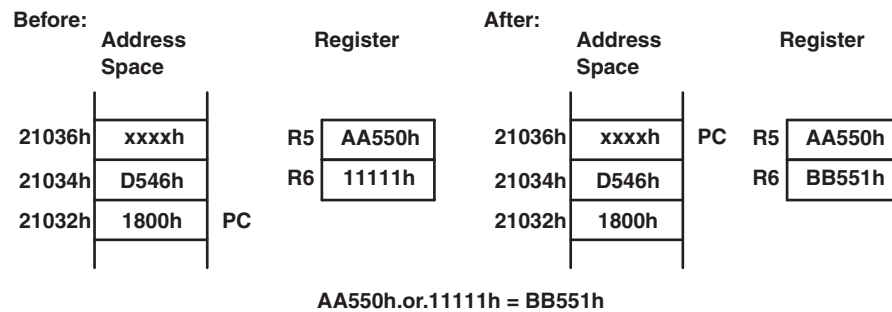 Before:
Address Space
Register
21036h xxxxh R5 AA550h
21034h D546h R6 11111h
21032h 1800h PC
After:
Address Space
Register
21036h xxxxh PC R5 AA550h
21034h D546h R6 BB551h
21032h 1800h
AA550h.or.11111h = BB551h